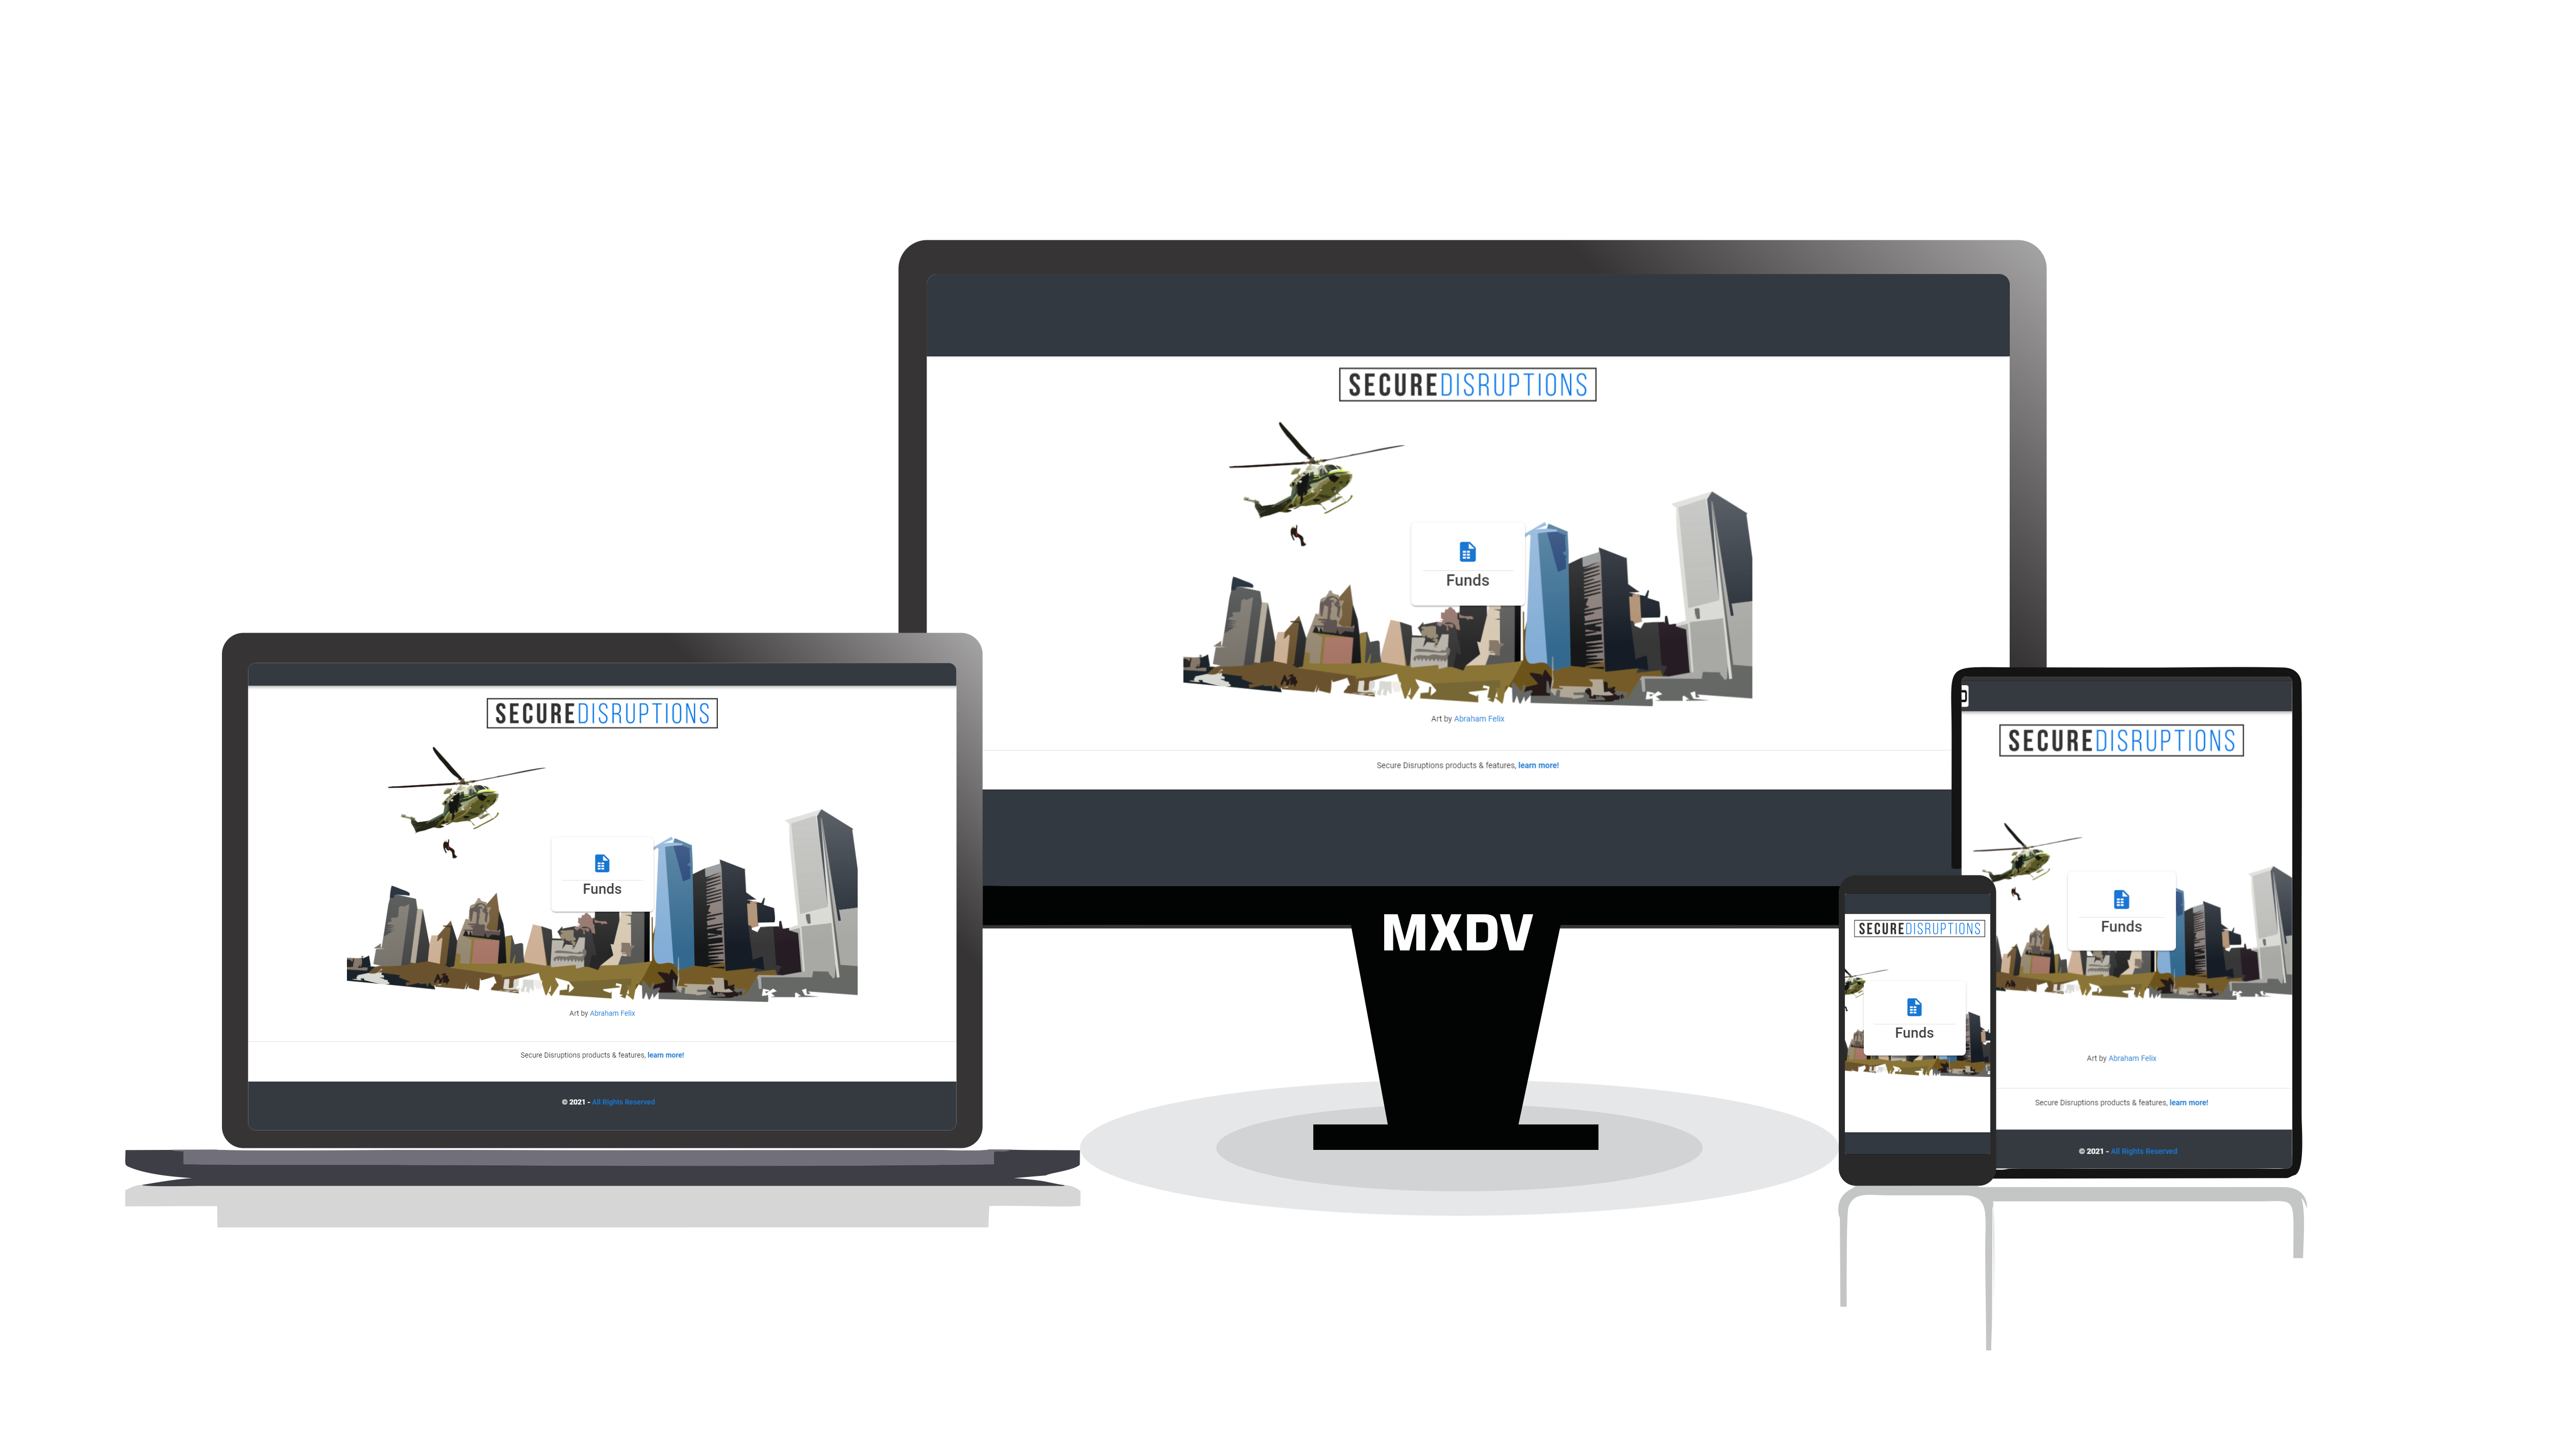 SECUREDISRUPTIONS
Funds
Art by Abraham Felix
Secure Disruptions products & features, learn more!
MXDV
SECUREDISRUPTIONS
Funds
Art by Abraham Felix
Secure Disruptions products & features, learn more!
© 2021 - All Rights Reserved
SECUREDISRUPTIONS
Funds
Art by Abraham Felix
Secure Disruptions products & features, learn more!
© 2021 - All Rights Reserved
SECUREDISRUPTIONS
Funds